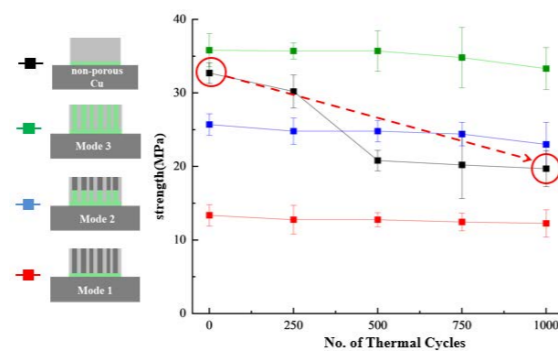 non-porous
Cu
Mode 3
Mode 2
Mode 1
strength(MPa)
40
30
20
10
0
0 250 500 750 1000
No. of Thermal Cycles